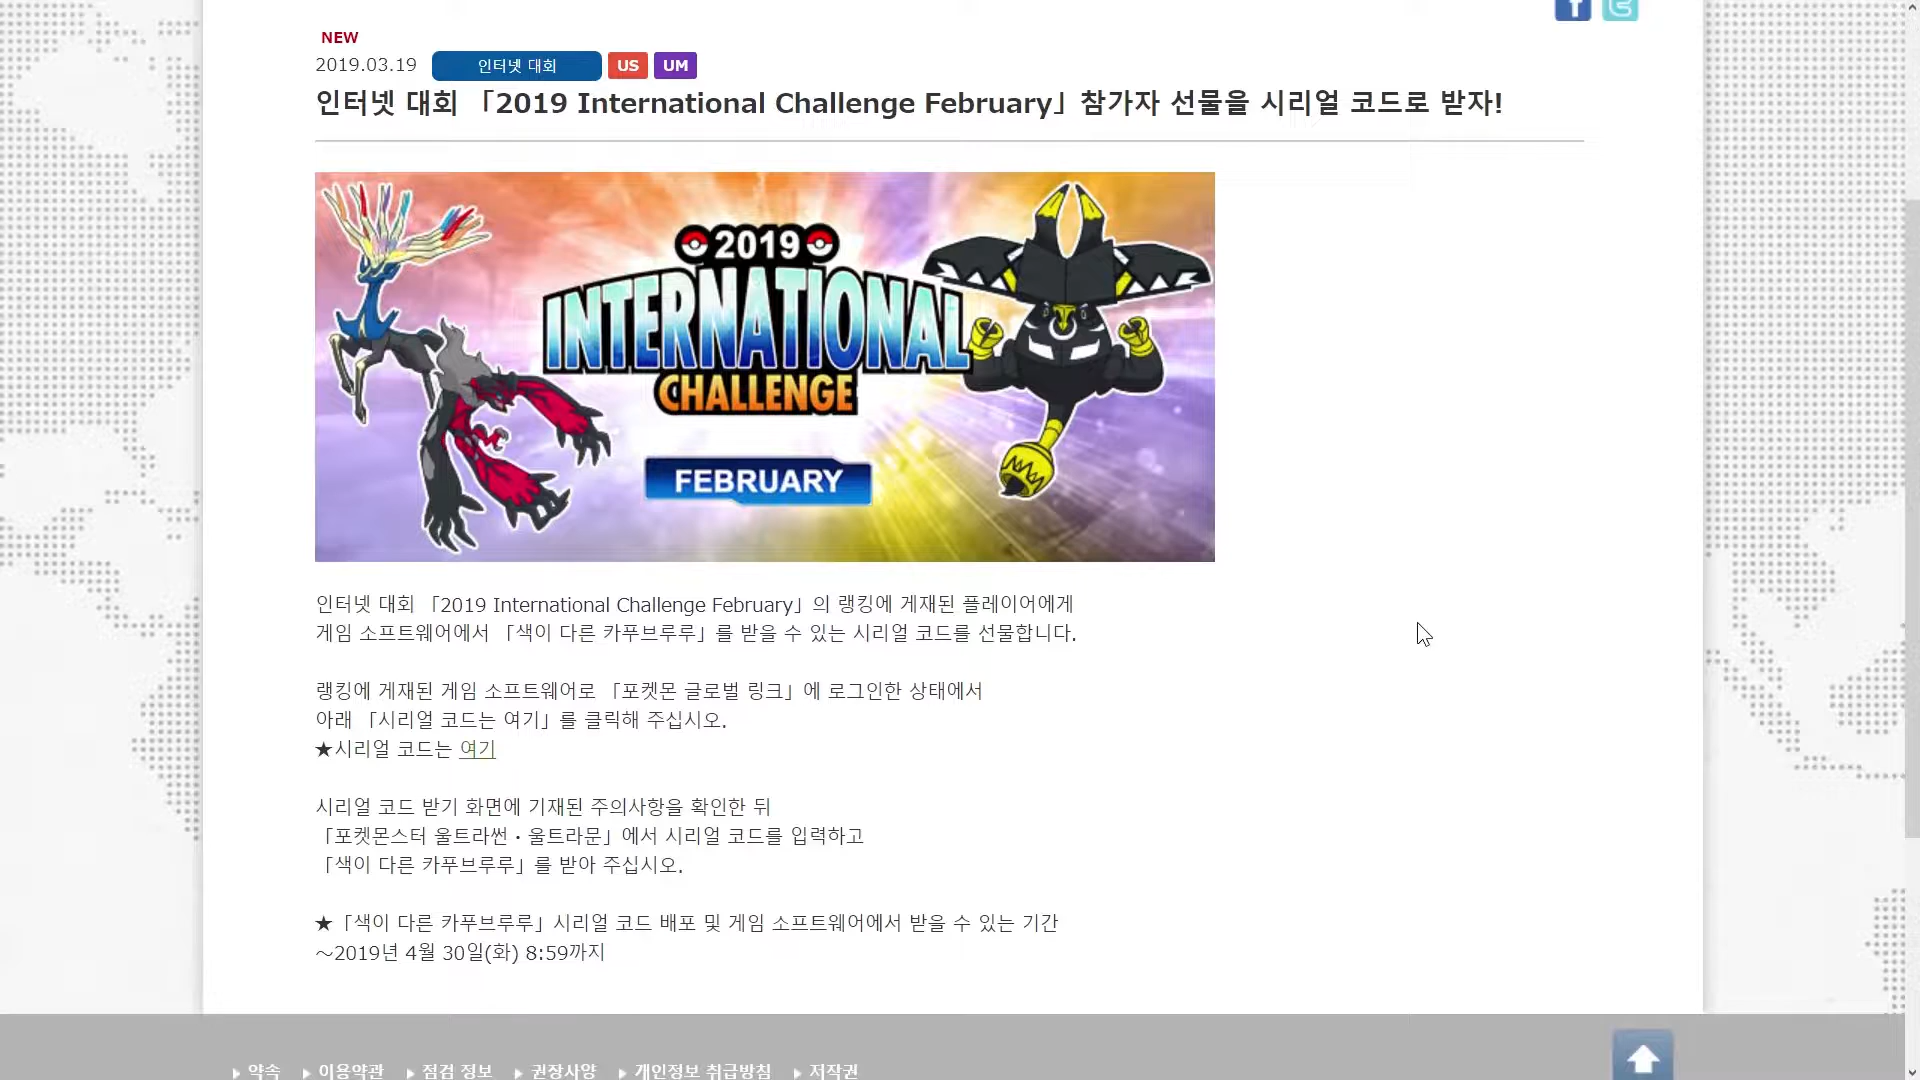 NEW
2019.03.19 인터넷 대회 US UM
인터넷 대회 「2019 International Challenge February」참가자 선물을 시리얼 코드로 받자!
2019
INTERNATIONAL
CHALLENGE
FEBRUARY
인터넷 대회 「2019 International Challenge February」의 랭킹에 게재된 플레이어에게
게임 소프트웨어에서 「색이 다른 카푸브루루」를 받을 수 있는 시리얼 코드를 선물합니다.
랭킹에 게재된 게임 소프트웨어로 「포켓몬 글로벌 링크」에 로그인한 상태에서
아래 「시리얼 코드는 여기」를 클릭해 주십시오.
★시리얼 코드는 여기
시리얼 코드 받기 화면에 기재된 주의사항을 확인한 뒤
「포켓몬스터 울트라썬・울트라문」에서 시리얼 코드를 입력하고
「색이 다른 카푸브루루」를 받아 주십시오.
★「색이 다른 카푸브루루」시리얼 코드 배포 및 게임 소프트웨어에서 받을 수 있는 기간
～2019년 4월 30일(화) 8:59까지
약속 이용약관 점검 정보 권장사양 개인정보 취급방침 저작권